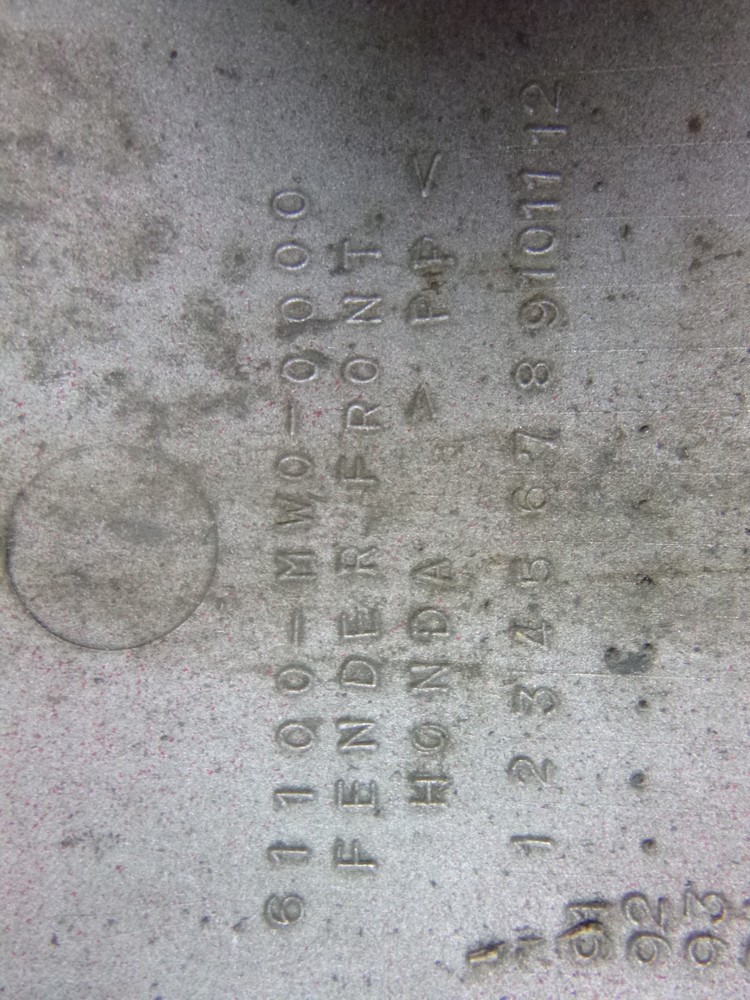 61100-MW0-0000
FENDER,FRONT
HONDA > PP <
1 2 3 4 5 6 7 8 9 10 11 12
91
92
93